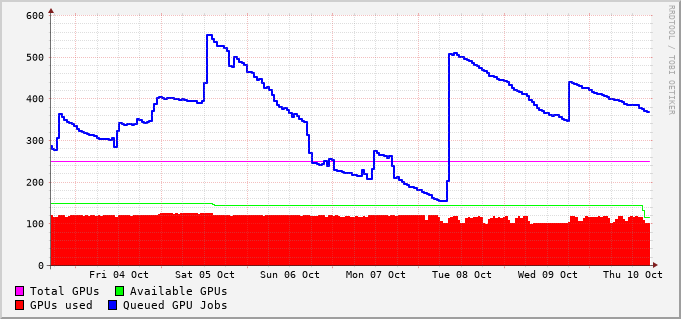 RRDTOOL / TOBI OETIKER
600
500
400
300
200
100
0
Fri 04 Oct Sat 05 Oct Sun 06 Oct Mon 07 Oct Tue 08 Oct Wed 09 Oct Thu 10 Oct
Total GPUs Available GPUs
GPUs used Queued GPU Jobs